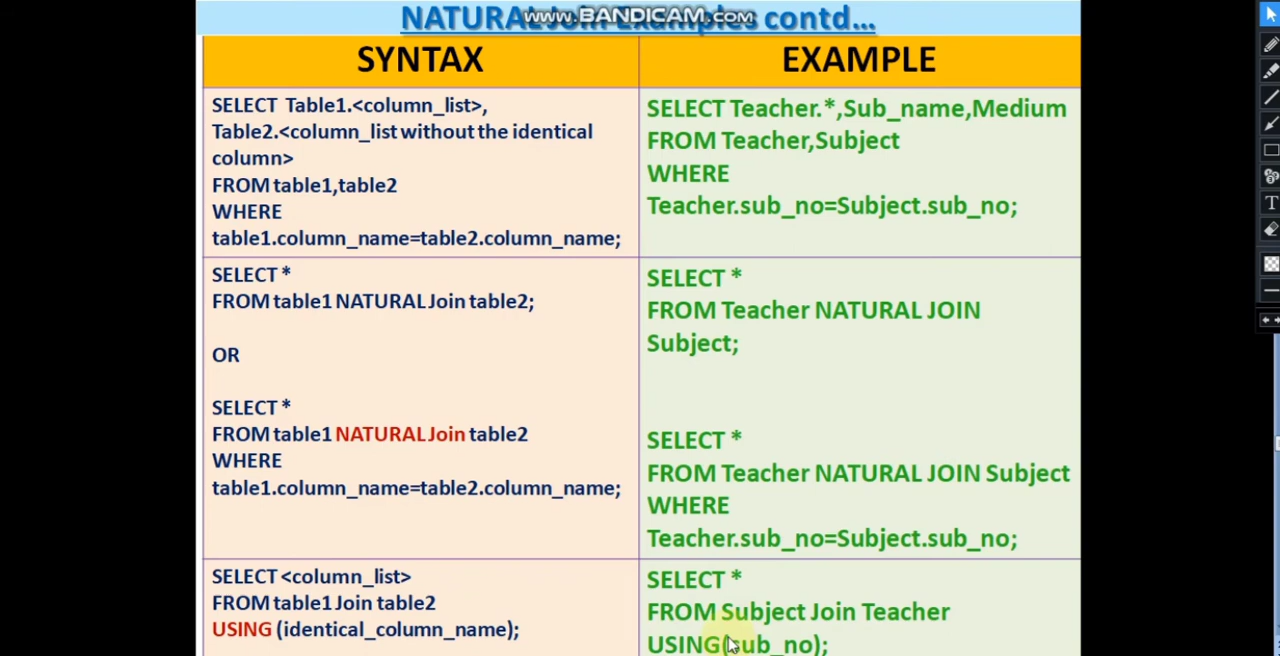 NATURAL Join Examples contd...
www.BANDICAM.com
SYNTAX
EXAMPLE
SELECT Table1.<column_list>,
Table2.<column_list without the identical
column>
FROM table1,table2
WHERE
table1.column_name=table2.column_name;
SELECT Teacher.*,Sub_name,Medium
FROM Teacher,Subject
WHERE
Teacher.sub_no=Subject.sub_no;
SELECT *
FROM table1 NATURAL Join table2;
OR
SELECT *
FROM table1 NATURAL Join table2
WHERE
table1.column_name=table2.column_name;
SELECT *
FROM Teacher NATURAL JOIN
Subject;
SELECT *
FROM Teacher NATURAL JOIN Subject
WHERE
Teacher.sub_no=Subject.sub_no;
SELECT <column_list>
FROM table1 Join table2
USING (identical_column_name);
SELECT *
FROM Subject Join Teacher
USING(sub_no);